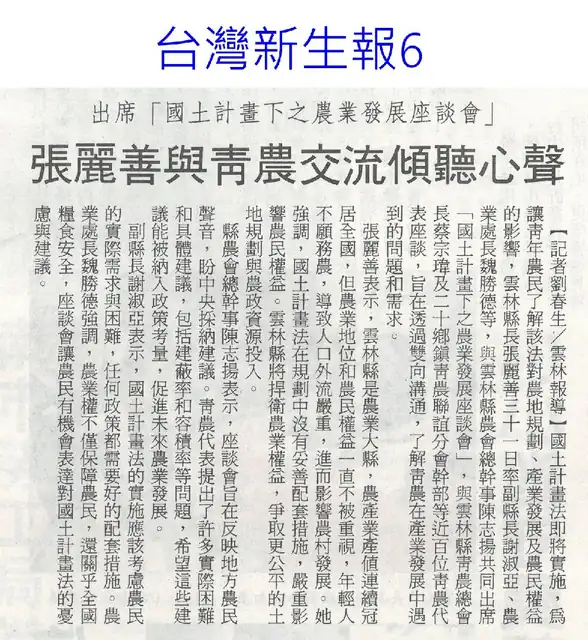 台灣新生報6
出席「國土計畫下之農業發展座談會」
張麗善與青農交流傾聽心聲
【記者劉春生／雲林報導】國土計畫法即將實施，為
讓青年農民了解該法對農地規劃、產業發展及農民權益
的影響，雲林縣長張麗善三十一日率副縣長謝淑亞、農
業處長魏勝德等，與雲林縣農會總幹事陳志揚共同出席
「國土計畫下之農業發展座談會」，與雲林縣青農總會
長蔡宗瑋及二十鄉鎮青農聯誼分會幹部等近百位青農代
表座談，旨在透過雙向溝通，了解青農在產業發展中遇
到的問題和需求。
張麗善表示，雲林縣是農業大縣，農產業產值連續冠
居全國，但農業地位和農民權益一直不被重視，年輕人
不願務農，導致人口外流嚴重，進而影響農村發展。她
強調，國土計畫法在規劃中沒有妥善配套措施，嚴重影
響農民權益。雲林縣將捍衛農業權益，爭取更公平的土
地規劃與農政資源投入。
縣農會總幹事陳志揚表示，座談會旨在反映地方農民
聲音，盼中央採納建議。青農代表提出了許多實際困難
和具體建議，包括建蔽率和容積率等問題，希望這些建
議能被納入政策考量，促進未來農業發展。
副縣長謝淑亞表示，國土計畫法的實施應該考慮農民
的實際需求與困難，任何政策都需要好的配套措施。農
業處長魏勝德強調，農業權不僅保障農民，還關乎全國
糧食安全，座談會讓農民有機會表達對國土計畫法的憂
慮與建議。